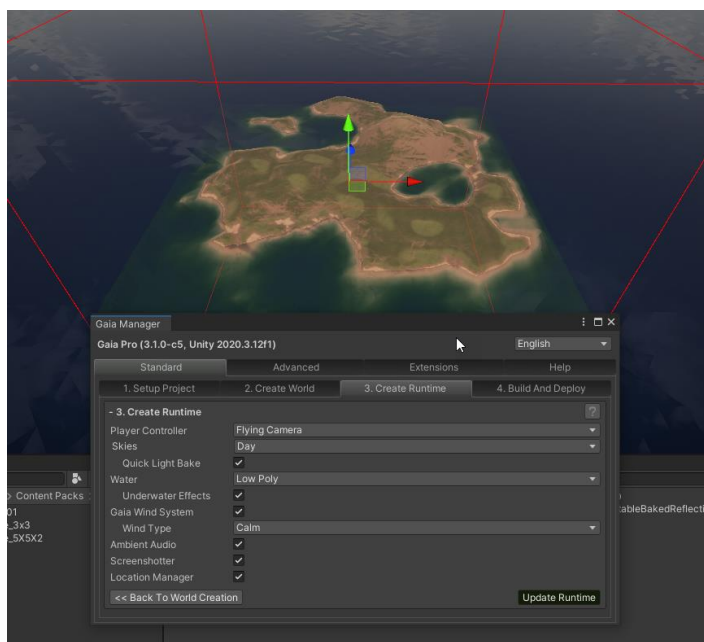 Gaia Manager
Gaia Pro (3.1.0-c5, Unity 2020.3.12f1)
English
Standard
Advanced
Extensions
Help
1. Setup Project
2. Create World
3. Create Runtime
4. Build And Deploy
- 3. Create Runtime
?
Player Controller
Flying Camera
Skies
Day
Quick Light Bake
Water
Low Poly
Underwater Effects
Gaia Wind System
Wind Type
Calm
Ambient Audio
Screenshotter
Location Manager
<< Back To World Creation
Update Runtime
> Content Packs
01
e_3x3
e_5X5X2
tableBakedReflecti